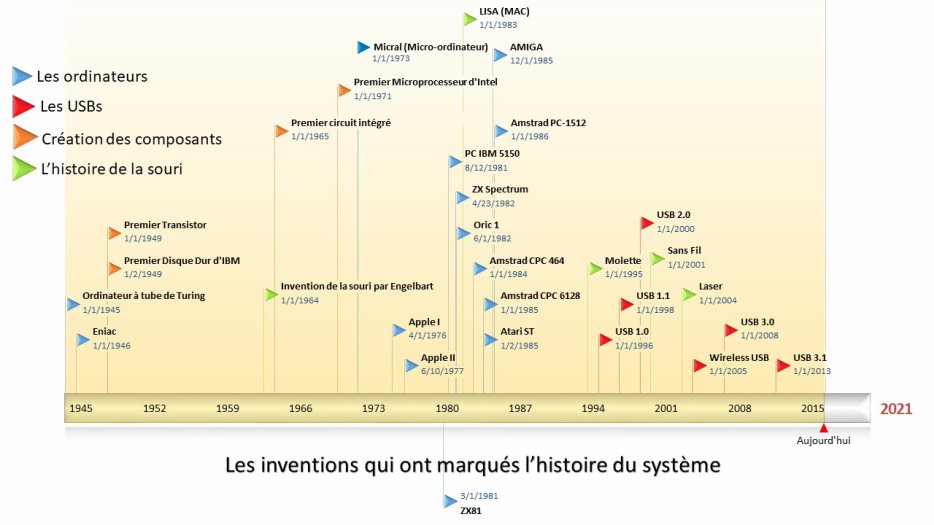 LISA (MAC)
1/1/1983
Micral (Micro-ordinateur)
1/1/1973
AMIGA
12/1/1985
Les ordinateurs
Les USBs
Création des composants
L'histoire de la souri
Premier Microprocesseur d'Intel
1/1/1971
Premier circuit intégré
1/1/1965
Amstrad PC-1512
1/1/1986
PC IBM 5150
8/12/1981
ZX Spectrum
4/23/1982
Premier Transistor
1/1/1949
Oric 1
6/1/1982
USB 2.0
1/1/2000
Premier Disque Dur d'IBM
1/2/1949
Amstrad CPC 464
1/1/1984
Molette
1/1/1995
Sans Fil
1/1/2001
Ordinateur à tube de Turing
1/1/1945
Invention de la souri par Engelbart
1/1/1964
Amstrad CPC 6128
1/1/1985
USB 1.1
1/1/1998
Laser
1/1/2004
Eniac
1/1/1946
Apple I
4/1/1976
Atari ST
1/2/1985
USB 1.0
1/1/1996
USB 3.0
1/1/2008
Apple II
6/10/1977
Wireless USB
1/1/2005
USB 3.1
1/1/2013
1945 1952 1959 1966 1973 1980 1987 1994 2001 2008 2015 2021
Aujourd'hui
Les inventions qui ont marqués l'histoire du système
3/1/1981
ZX81